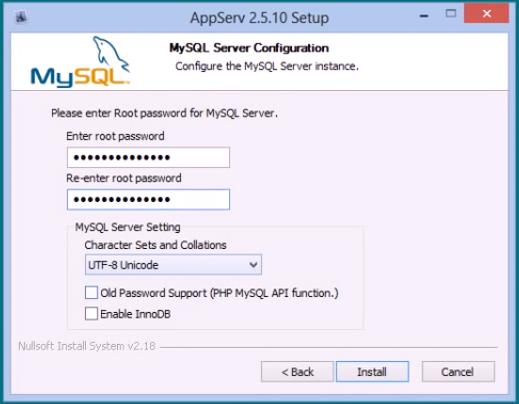 AppServ 2.5.10 Setup
MySQL Server Configuration
Configure the MySQL Server instance.
MySQL
Please enter Root password for MySQL Server.
Enter root password
••••••••••••••
Re-enter root password
••••••••••••••
MySQL Server Setting
Character Sets and Collations
UTF-8 Unicode
Old Password Support (PHP MySQL API function.)
Enable InnoDB
Nullsoft Install System v2.18
< Back Install Cancel